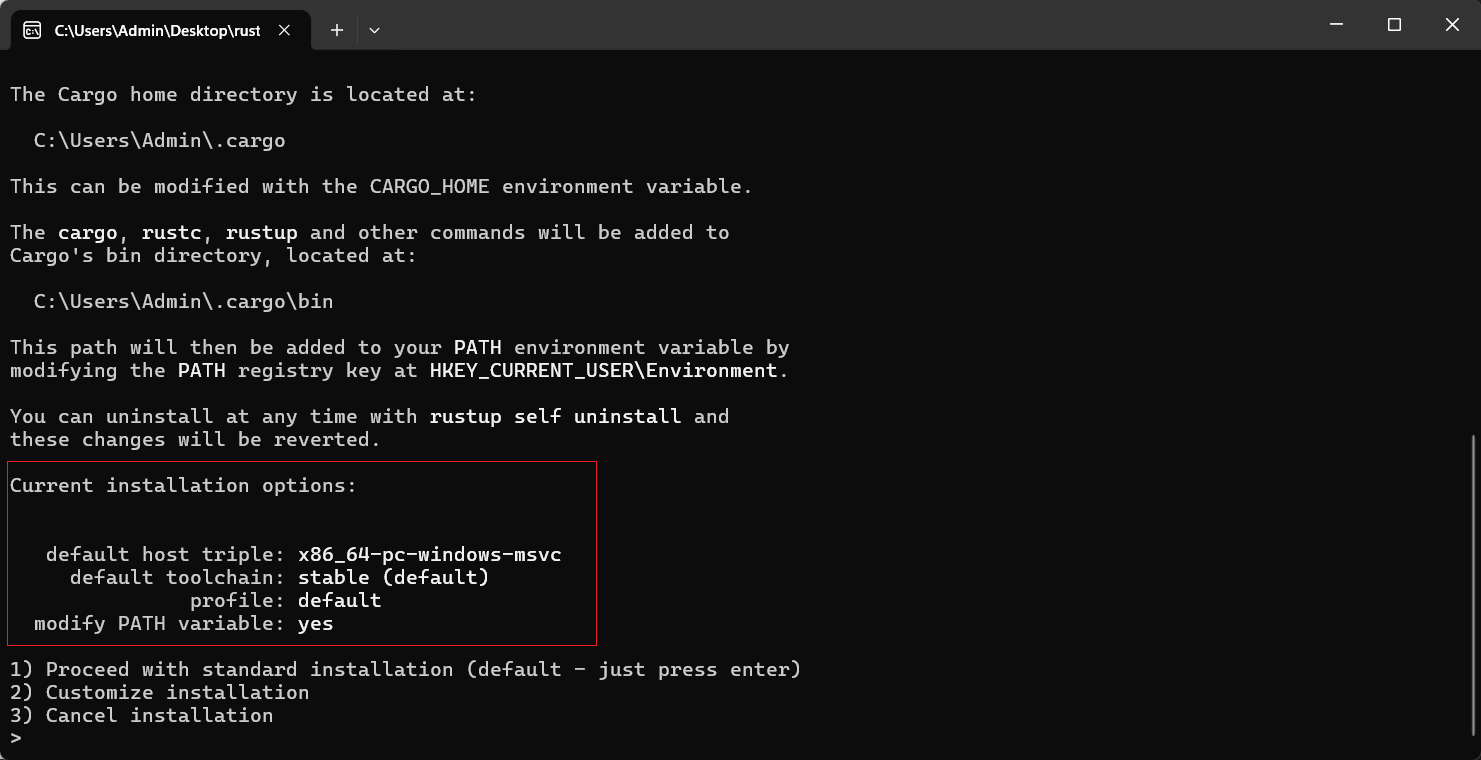 C:\Users\Admin\Desktop\rust
The Cargo home directory is located at:
C:\Users\Admin\.cargo
This can be modified with the CARGO_HOME environment variable.
The cargo, rustc, rustup and other commands will be added to
Cargo's bin directory, located at:
C:\Users\Admin\.cargo\bin
This path will then be added to your PATH environment variable by
modifying the PATH registry key at HKEY_CURRENT_USER\Environment.
You can uninstall at any time with rustup self uninstall and
these changes will be reverted.
Current installation options:
default host triple: x86_64-pc-windows-msvc
default toolchain: stable (default)
profile: default
modify PATH variable: yes
1) Proceed with standard installation (default - just press enter)
2) Customize installation
3) Cancel installation
>